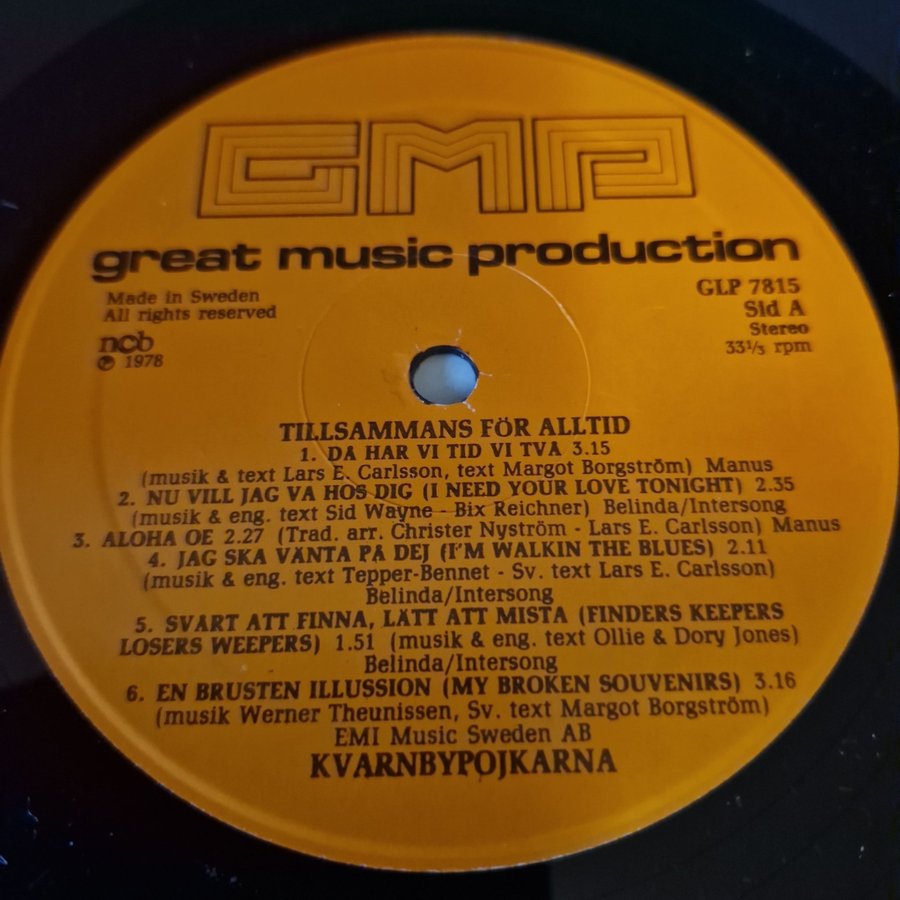 GMP
great music production
Made in Sweden
All rights reserved
ncb
℗ 1978
GLP 7815
Sid A
Stereo
33⅓ rpm
TILLSAMMANS FÖR ALLTID
1. DA HAR VI TID VI TVA 3.15
(musik & text Lars E. Carlsson, text Margot Borgström) Manus
2. NU VILL JAG VA HOS DIG (I NEED YOUR LOVE TONIGHT) 2.35
(musik & eng. text Sid Wayne - Bix Reichner) Belinda/Intersong
3. ALOHA OE 2.27 (Trad. arr. Christer Nyström - Lars E. Carlsson) Manus
4. JAG SKA VÄNTA PÅ DEJ (I'M WALKIN THE BLUES) 2.11
(musik & eng. text Tepper-Bennet - Sv. text Lars E. Carlsson)
Belinda/Intersong
5. SVART ATT FINNA, LÄTT ATT MISTA (FINDERS KEEPERS
LOSERS WEEPERS) 1.51 (musik & eng. text Ollie & Dory Jones)
Belinda/Intersong
6. EN BRUSTEN ILLUSSION (MY BROKEN SOUVENIRS) 3.16
(musik Werner Theunissen, Sv. text Margot Borgström)
EMI Music Sweden AB
KVARNBYPOJKARNA